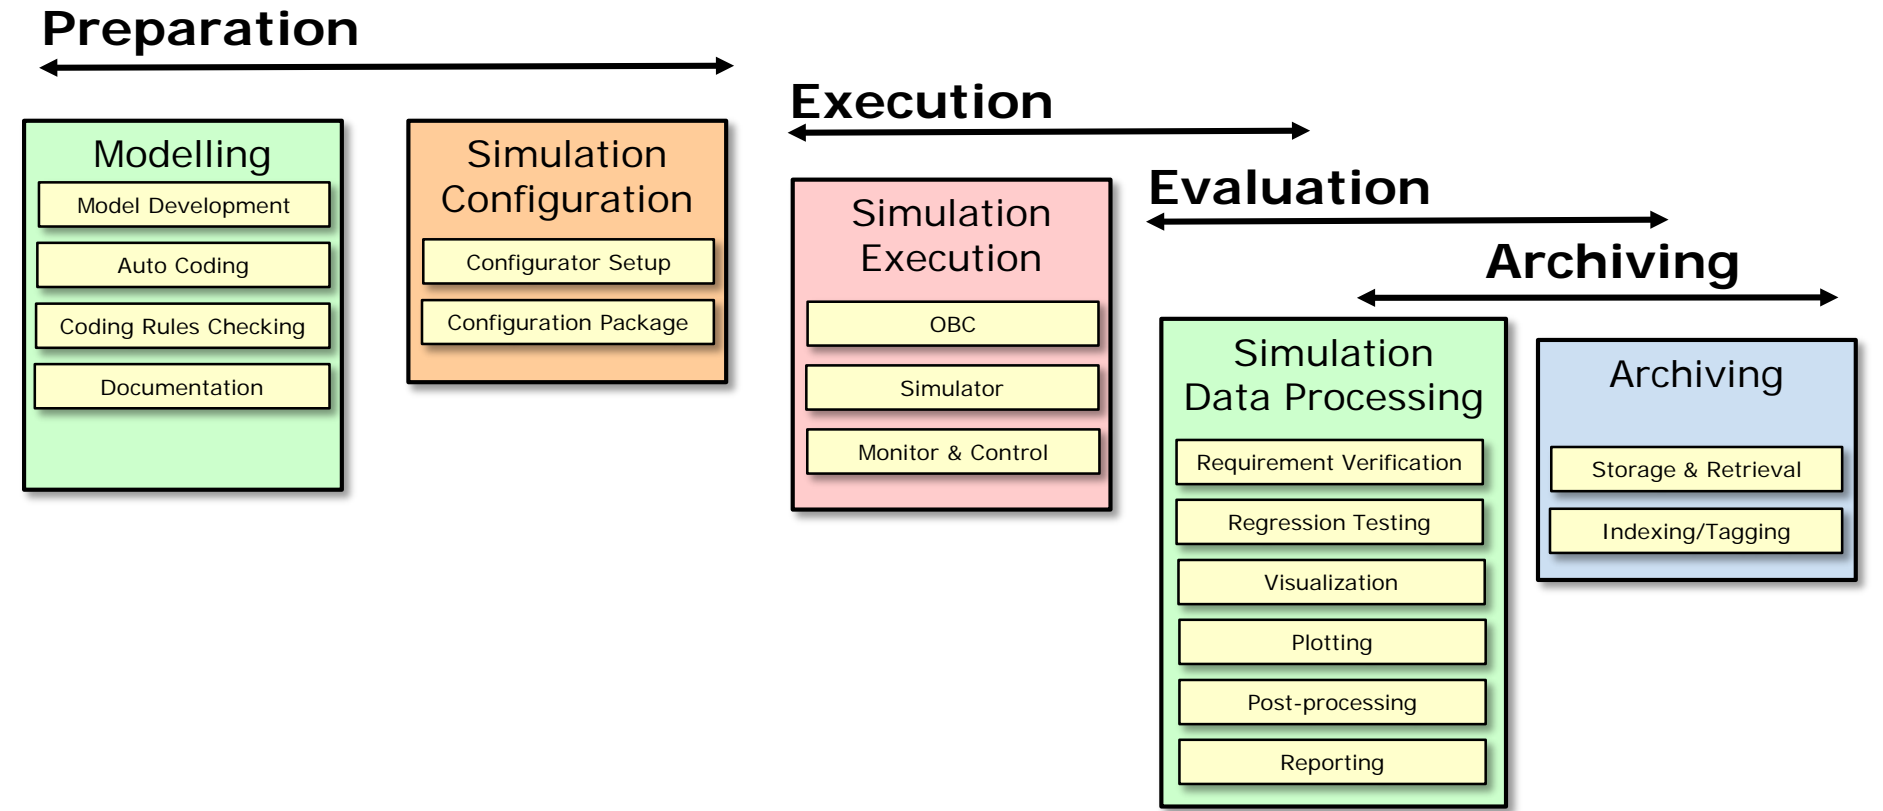 Preparation
Modelling
Model Development
Auto Coding
Coding Rules Checking
Documentation
Simulation
Configuration
Configurator Setup
Configuration Package
Execution
Simulation
Execution
OBC
Simulator
Monitor & Control
Evaluation
Simulation
Data Processing
Requirement Verification
Regression Testing
Visualization
Plotting
Post-processing
Reporting
Archiving
Archiving
Storage & Retrieval
Indexing/Tagging